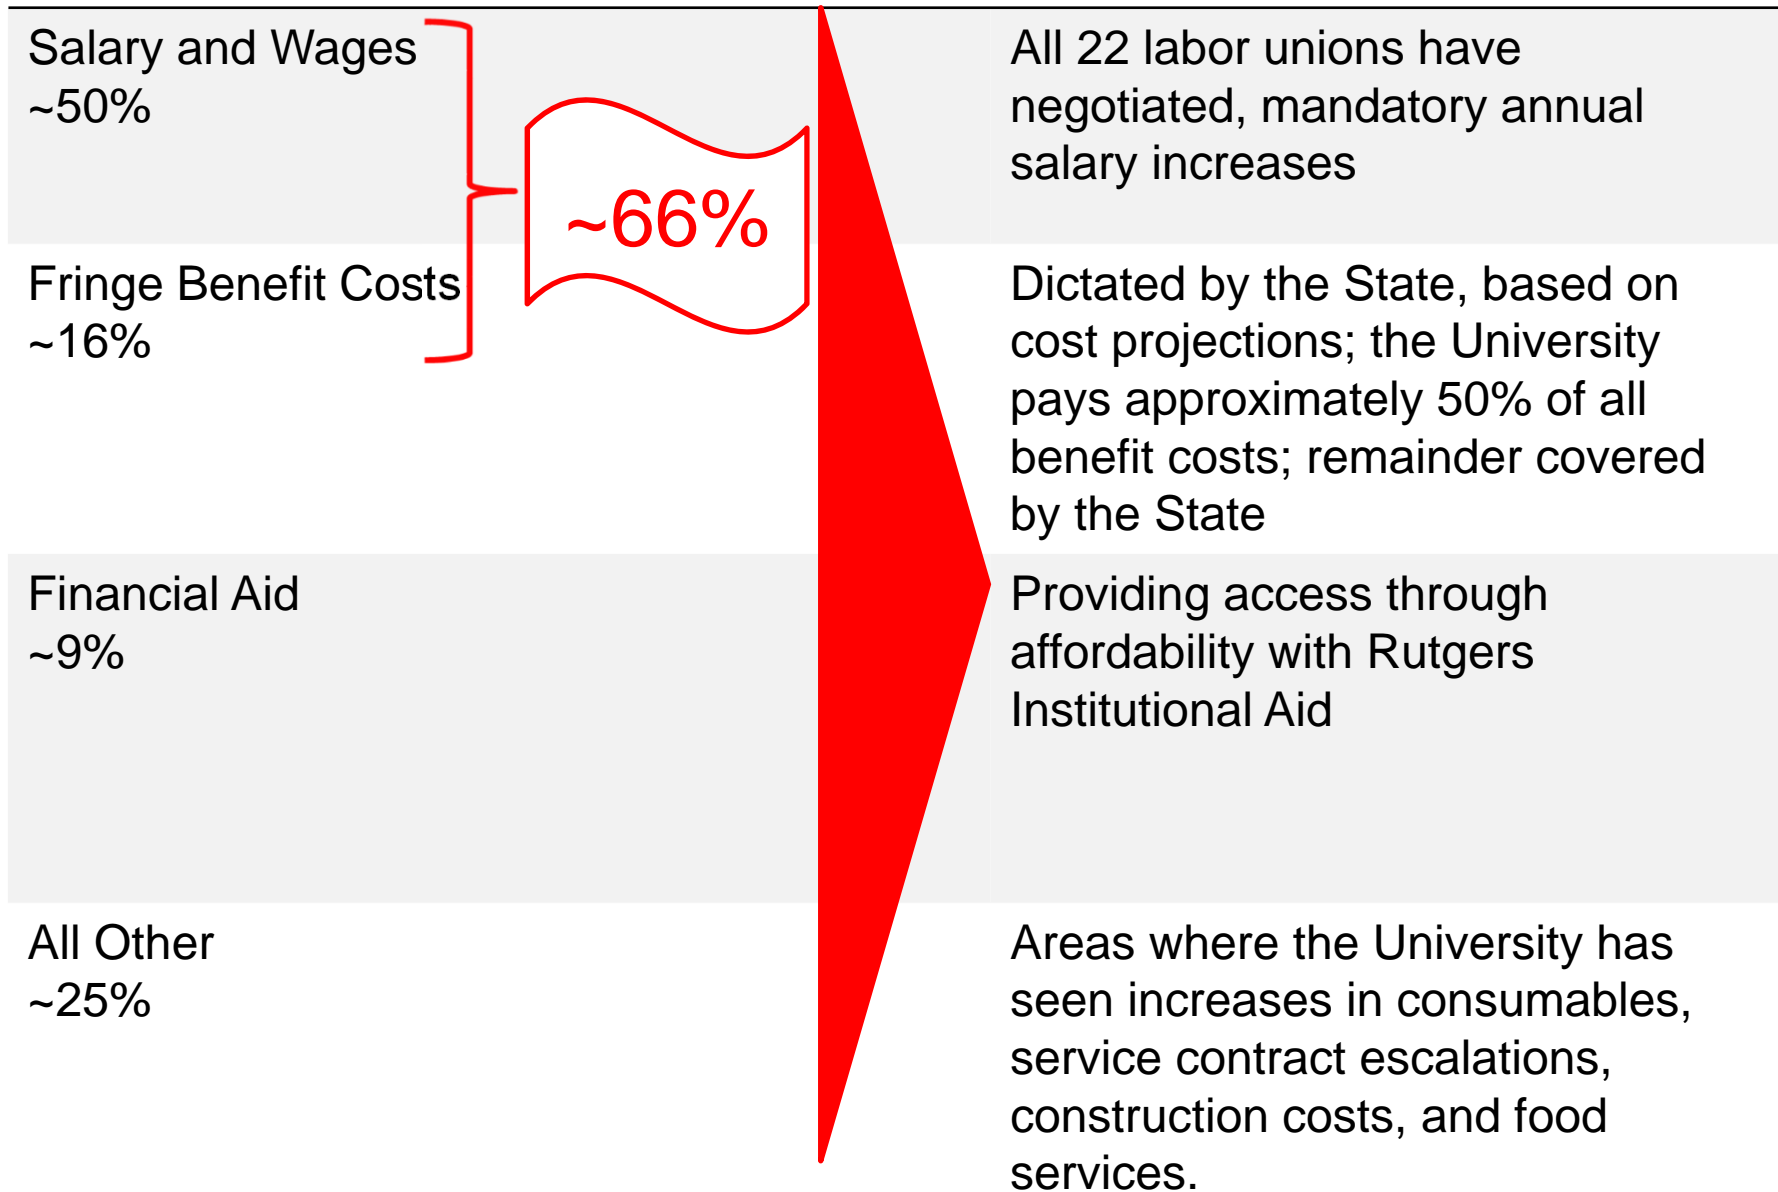 Salary and Wages
~50%
~66%
All 22 labor unions have
negotiated, mandatory annual
salary increases
Fringe Benefit Costs
~16%
Dictated by the State, based on
cost projections; the University
pays approximately 50% of all
benefit costs; remainder covered
by the State
Financial Aid
~9%
Providing access through
affordability with Rutgers
Institutional Aid
All Other
~25%
Areas where the University has
seen increases in consumables,
service contract escalations,
construction costs, and food
services.